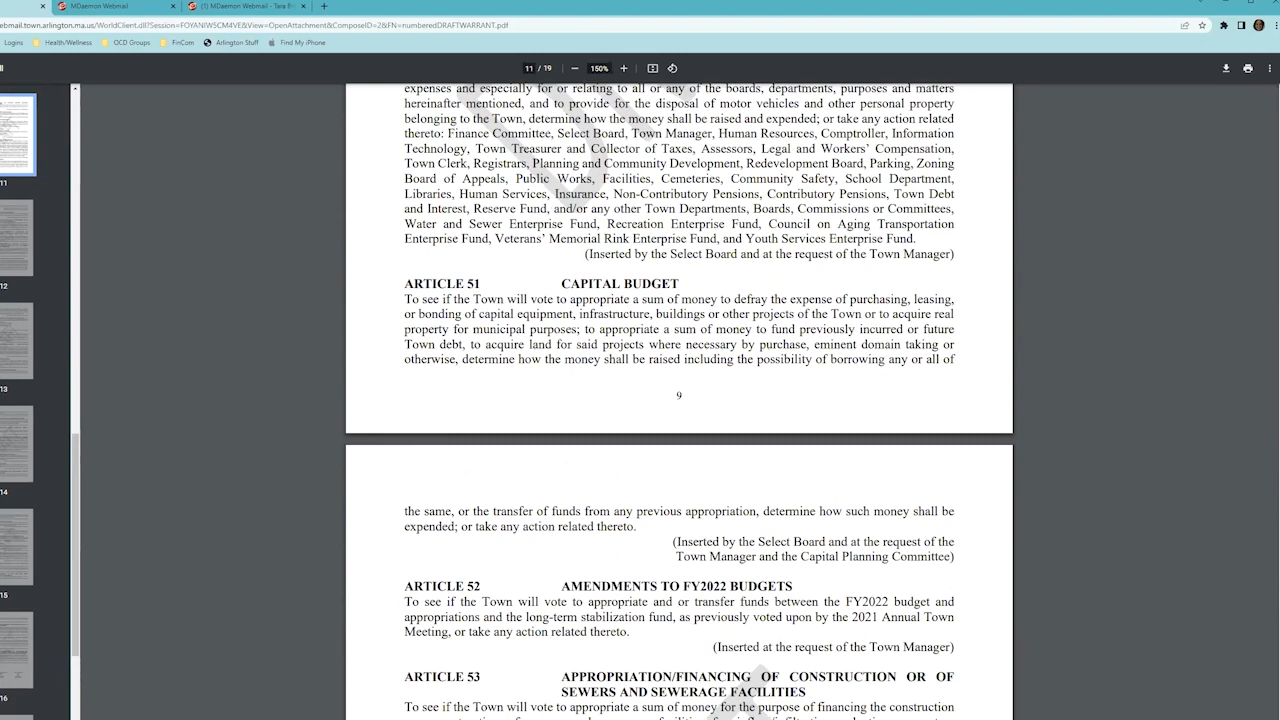 MDaemon Webmail
(1) MDaemon Webmail - Tara B
ebmail.town.arlington.ma.us/WorldClient.dll?Session=FOYANIW5CM4VE&View=OpenAttachment&ComposeID=2&FN=numberedDRAFTWARRANT.pdf
Logins Health/Wellness OCD Groups FinCom Arlington Stuff Find My iPhone
11 / 19 150%
expenses and especially for or relating to all or any of the boards, departments, purposes and matters
hereinafter mentioned, and to provide for the disposal of motor vehicles and other personal property
belonging to the Town, determine how the money shall be raised and expended; or take any action related
thereto: Finance Committee, Select Board, Town Manager, Human Resources, Comptroller, Information
Technology, Town Treasurer and Collector of Taxes, Assessors, Legal and Workers' Compensation,
Town Clerk, Registrars, Planning and Community Development, Redevelopment Board, Parking, Zoning
Board of Appeals, Public Works, Facilities, Cemeteries, Community Safety, School Department,
Libraries, Human Services, Insurance, Non-Contributory Pensions, Contributory Pensions, Town Debt
and Interest, Reserve Fund, and/or any other Town Departments, Boards, Commissions or Committees,
Water and Sewer Enterprise Fund, Recreation Enterprise Fund, Council on Aging Transportation
Enterprise Fund, Veterans' Memorial Rink Enterprise Fund, and Youth Services Enterprise Fund.
(Inserted by the Select Board and at the request of the Town Manager)
ARTICLE 51 CAPITAL BUDGET
To see if the Town will vote to appropriate a sum of money to defray the expense of purchasing, leasing,
or bonding of capital equipment, infrastructure, buildings or other projects of the Town or to acquire real
property for municipal purposes; to appropriate a sum of money to fund previously incurred or future
Town debt, to acquire land for said projects where necessary by purchase, eminent domain taking or
otherwise, determine how the money shall be raised including the possibility of borrowing any or all of
9
the same, or the transfer of funds from any previous appropriation, determine how such money shall be
expended; or take any action related thereto.
(Inserted by the Select Board and at the request of the
Town Manager and the Capital Planning Committee)
ARTICLE 52 AMENDMENTS TO FY2022 BUDGETS
To see if the Town will vote to appropriate and or transfer funds between the FY2022 budget and
appropriations and the long-term stabilization fund, as previously voted upon by the 2021 Annual Town
Meeting, or take any action related thereto.
(Inserted at the request of the Town Manager)
ARTICLE 53 APPROPRIATION/FINANCING OF CONSTRUCTION OR OF
SEWERS AND SEWERAGE FACILITIES
To see if the Town will vote to appropriate a sum of money for the purpose of financing the construction
11
12
13
14
15
16